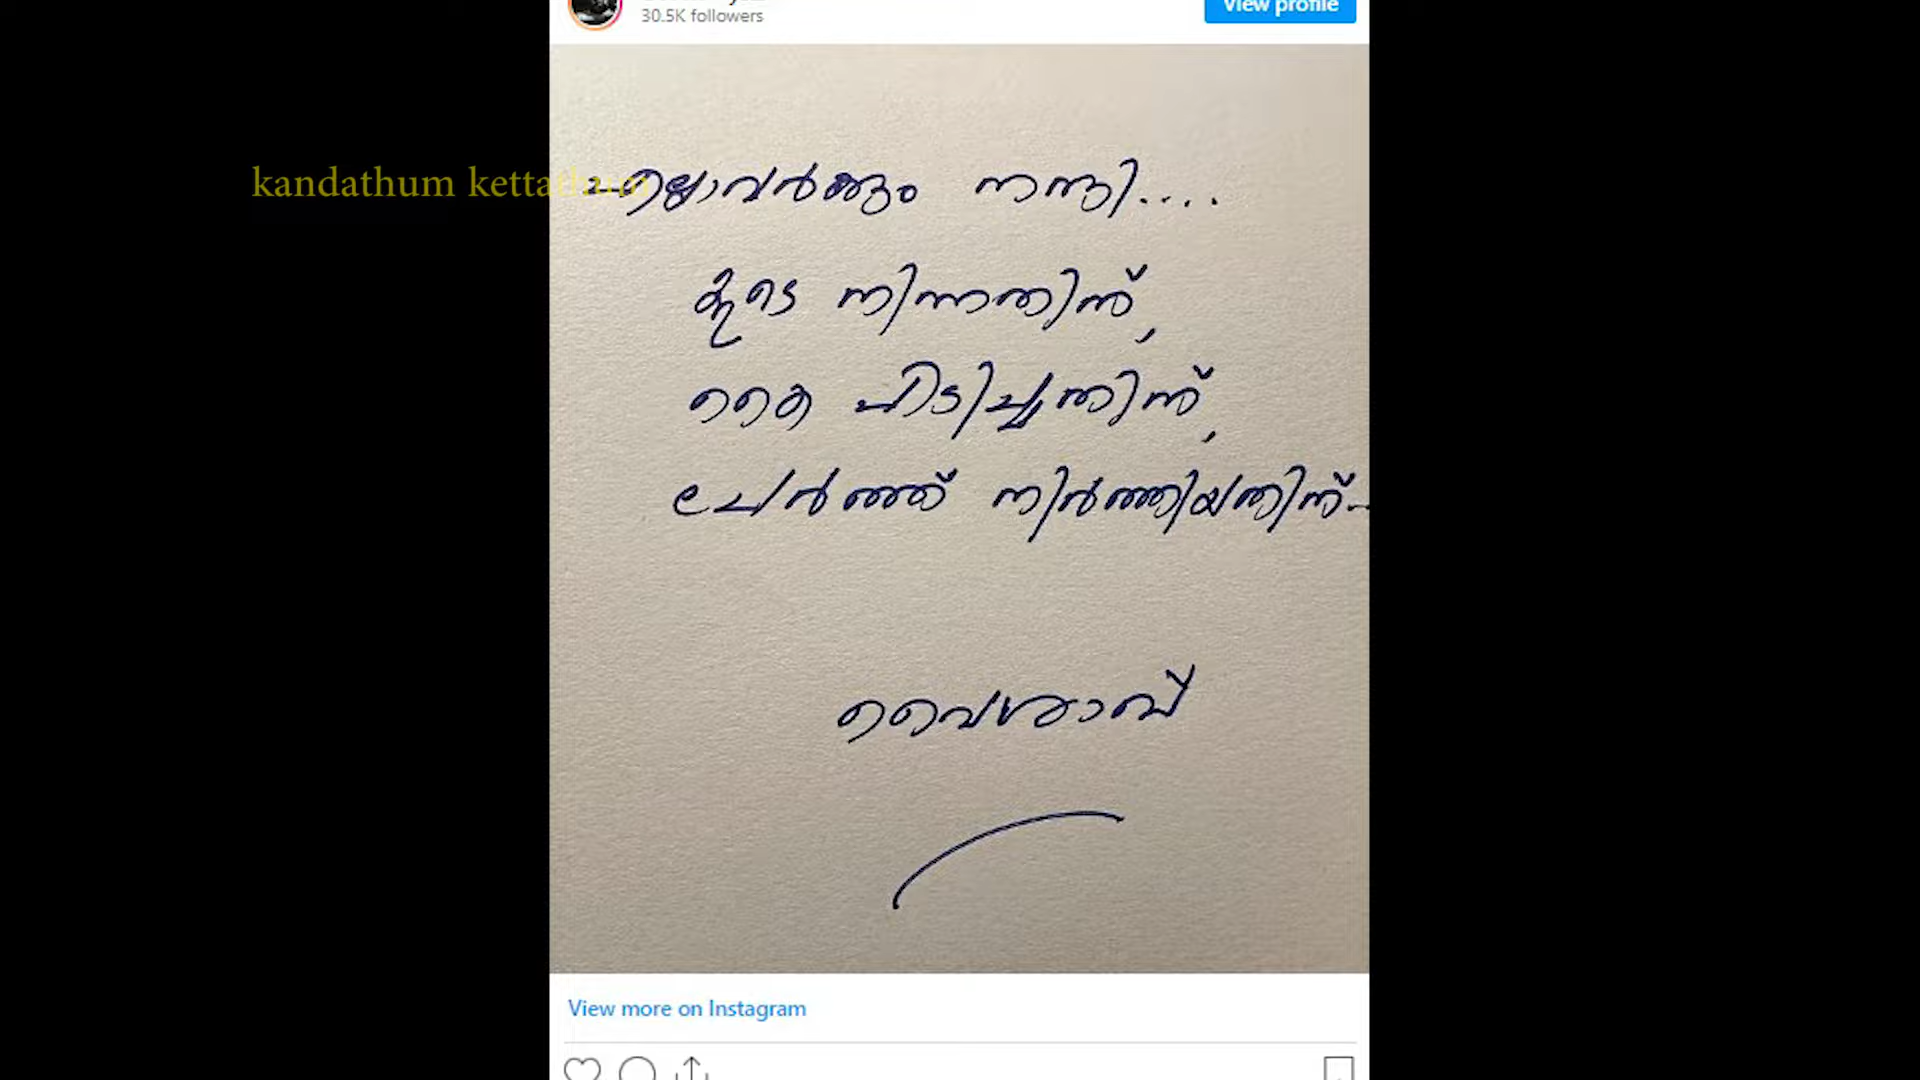 30.5K followers
View profile
kandathum kettathum
എല്ലാവർക്കും നന്ദി....
കൂടെ നിന്നതിന്,
കൈ പിടിച്ചതിന്,
ചേർത്ത് നിർത്തിയതിന്..
വൈശാഖ്
View more on Instagram